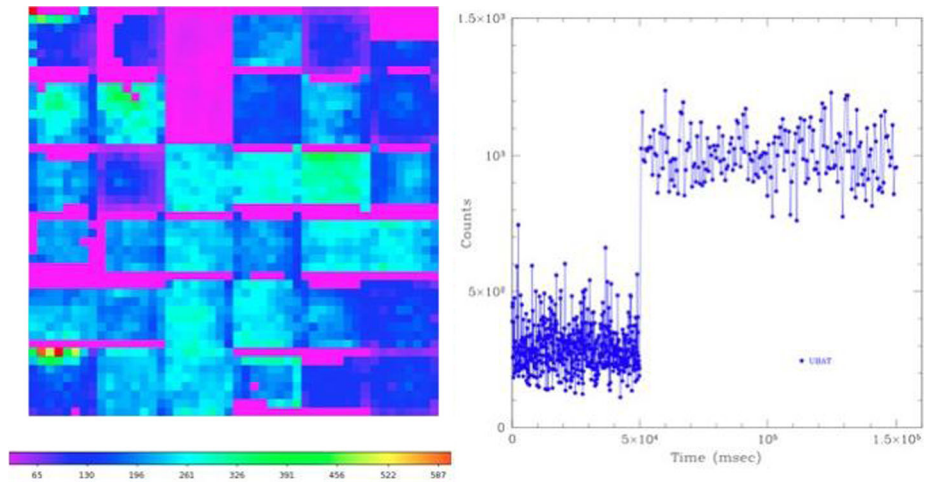 1.5×10³
10³
5×10²
0
Counts
UBAT
0 5×10⁴ 10⁵ 1.5×10⁵
Time (msec)
65 130 196 261 326 391 456 522 587